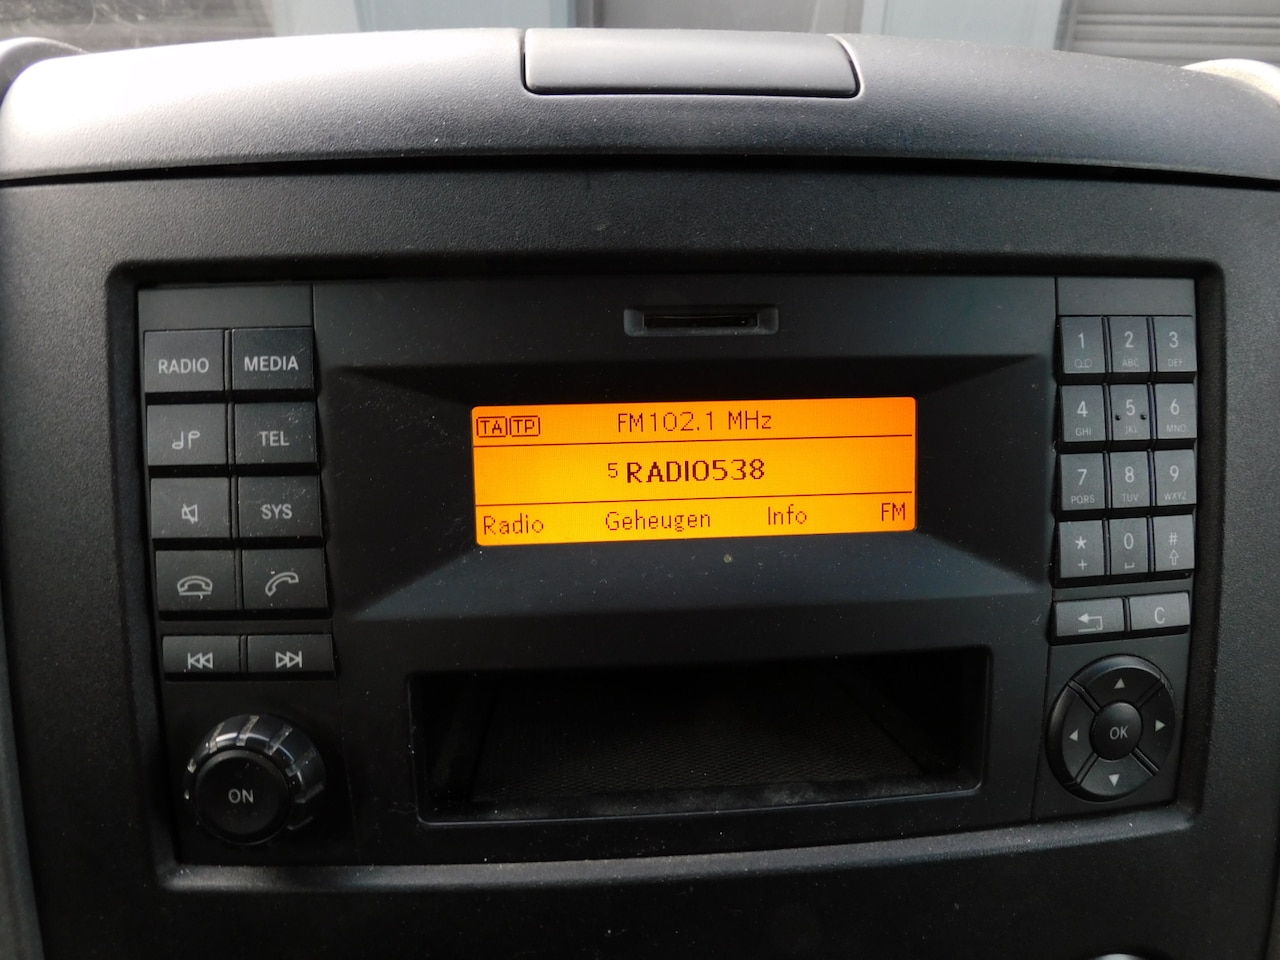 RADIO MEDIA
TEL
SYS
ON
TA TP FM102.1 MHz
5 RADIO538
Radio Geheugen Info FM
1 2 3
ABC DEF
4 5 6
GHI JKL MNO
7 8 9
PQRS TUV WXYZ
* 0 #
+
C
OK